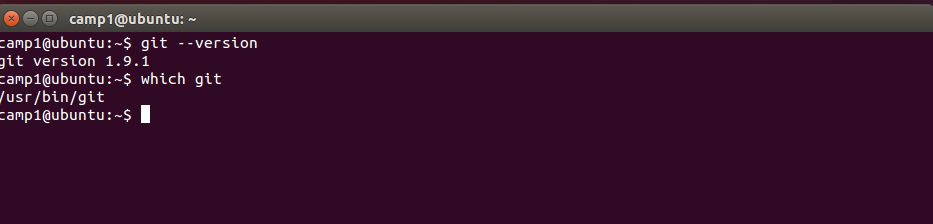 camp1@ubuntu: ~
camp1@ubuntu:~$ git --version
git version 1.9.1
camp1@ubuntu:~$ which git
/usr/bin/git
camp1@ubuntu:~$